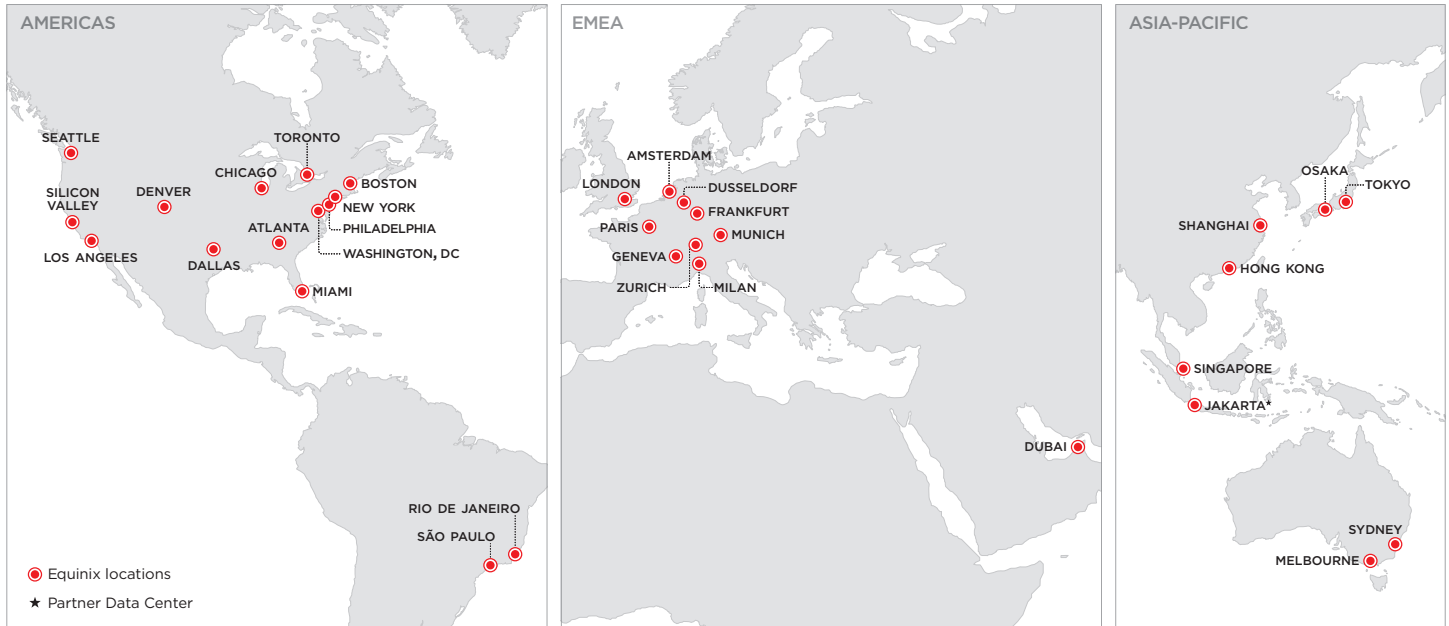 AMERICAS
SEATTLE
TORONTO
CHICAGO
BOSTON
SILICON
VALLEY
DENVER
NEW YORK
PHILADELPHIA
ATLANTA
WASHINGTON, DC
LOS ANGELES
DALLAS
MIAMI
RIO DE JANEIRO
SÃO PAULO
Equinix locations
★ Partner Data Center
EMEA
AMSTERDAM
LONDON
DUSSELDORF
FRANKFURT
PARIS
MUNICH
GENEVA
ZURICH
MILAN
DUBAI
ASIA-PACIFIC
OSAKA
TOKYO
SHANGHAI
HONG KONG
SINGAPORE
JAKARTA★
SYDNEY
MELBOURNE